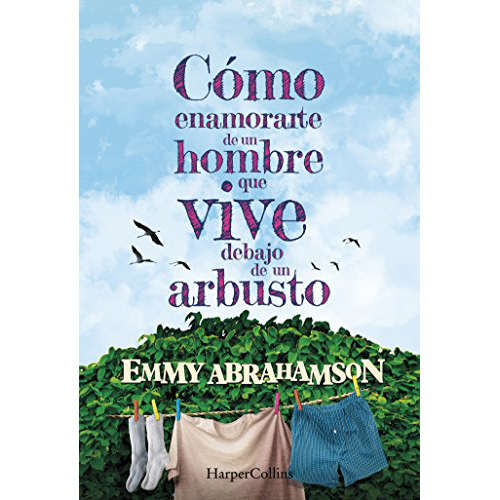 Cómo
enamorarte
de un
hombre
que
vive
debajo
de un
arbusto
EMMY ABRAHAMSON
HarperCollins